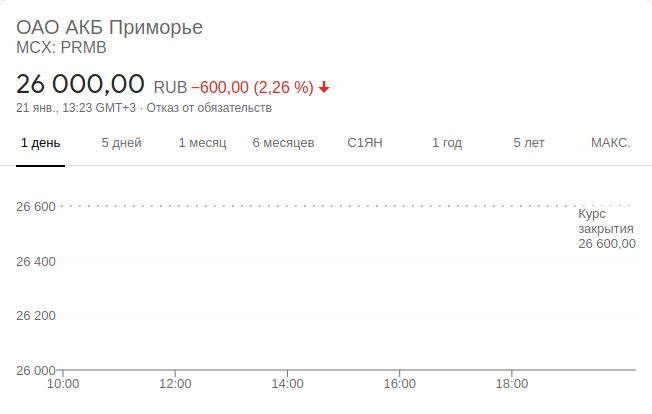 ОАО АКБ Приморье
MCX: PRMB
26 000,00 RUB −600,00 (2,26 %)
21 янв., 13:23 GMT+3 · Отказ от обязательств
1 день 5 дней 1 месяц 6 месяцев С1ЯН 1 год 5 лет МАКС.
26 600
Курс
закрытия
26 600,00
26 400
26 200
26 000
10:00 12:00 14:00 16:00 18:00